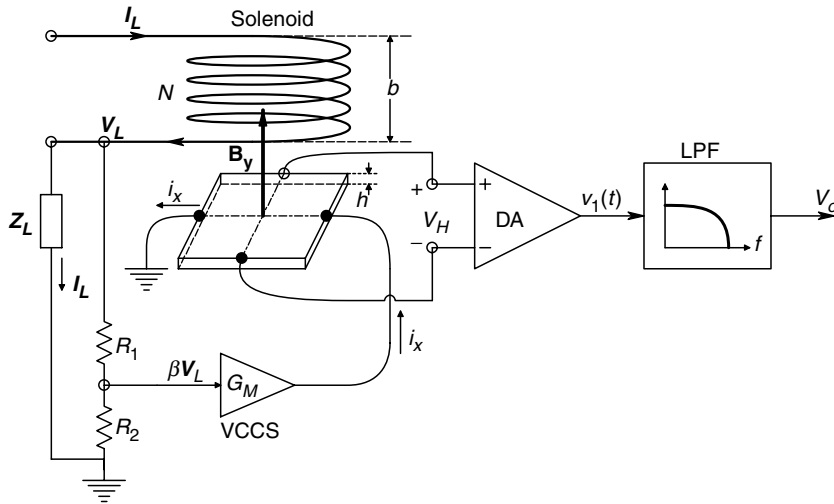 Solenoid
I_L
N
b
V_L
B_y
LPF
i_x
h
+
+
v_1(t)
V_o
Z_L
V_H
DA
−
−
f
I_L
i_x
R_1
βV_L
G_M
R_2
VCCS